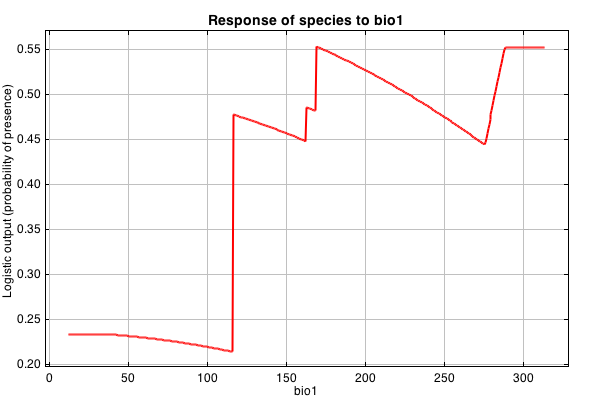 Response of species to bio1
Logistic output (probability of presence)
0.55
0.50
0.45
0.40
0.35
0.30
0.25
0.20
0 50 100 150 200 250 300
bio1